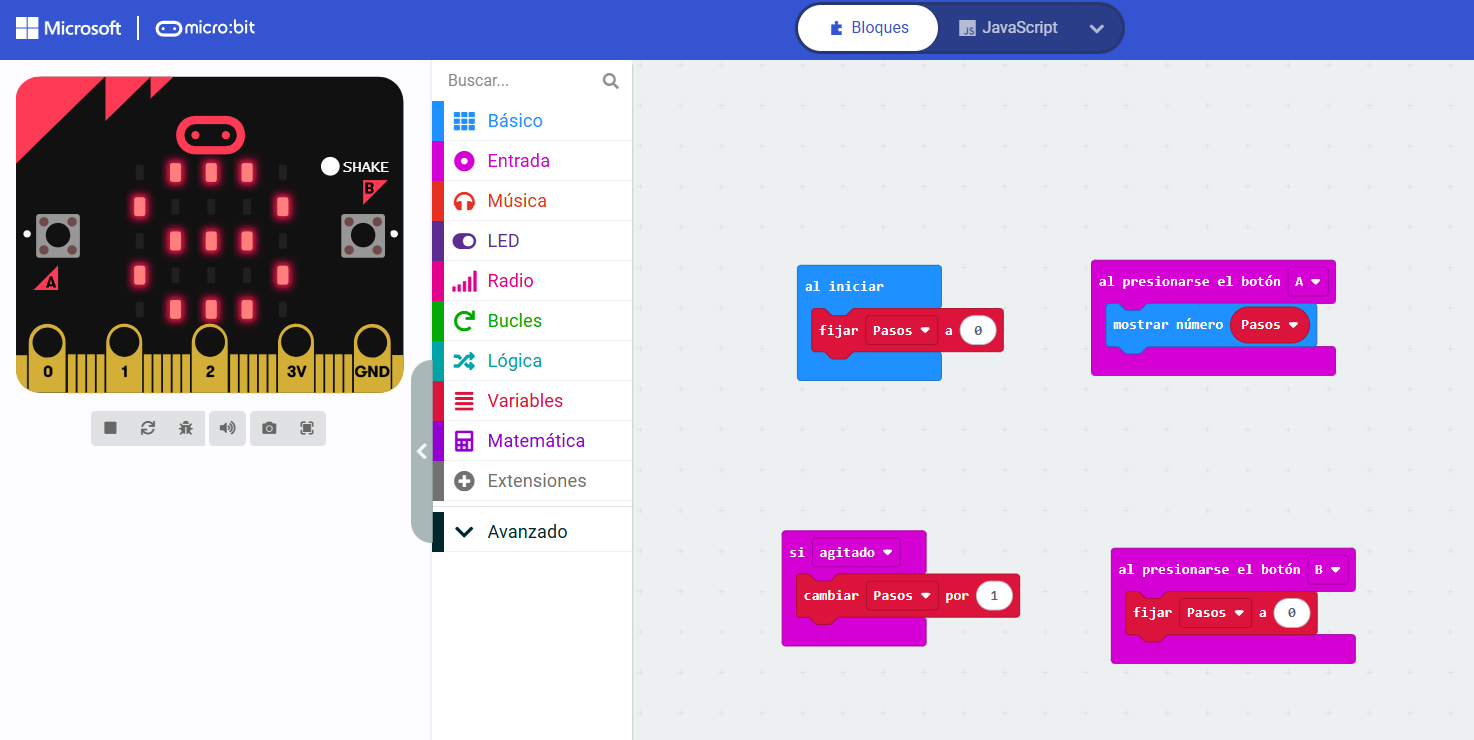 Microsoft micro:bit
Bloques JavaScript
SHAKE
B
A
0 1 2 3V GND
Buscar...
Básico
Entrada
Música
LED
Radio
Bucles
Lógica
Variables
Matemática
Extensiones
Avanzado
al iniciar
fijar Pasos a 0
al presionarse el botón A
mostrar número Pasos
si agitado
cambiar Pasos por 1
al presionarse el botón B
fijar Pasos a 0